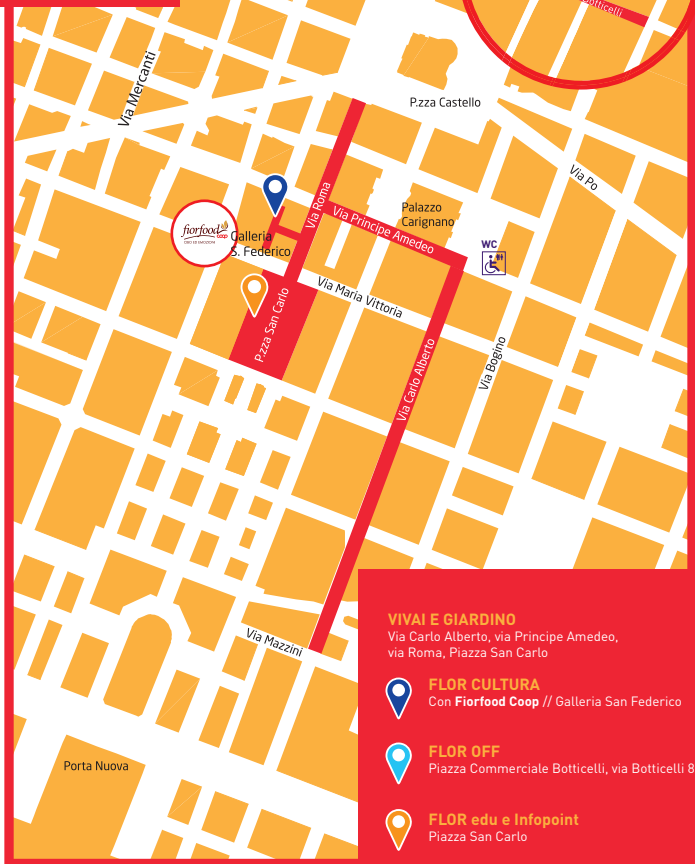 Botticelli
P.zza Castello
Via Mercanti
Via Po
Via Roma
Palazzo
Carignano
Via Principe Amedeo
fiorfood
coop
Galleria
S. Federico
WC
Via Maria Vittoria
P.zza San Carlo
Via Carlo Alberto
Via Bogino
Via Mazzini
Porta Nuova
VIVAI E GIARDINO
Via Carlo Alberto, via Principe Amedeo,
via Roma, Piazza San Carlo
FLOR CULTURA
Con Fiorfood Coop // Galleria San Federico
FLOR OFF
Piazza Commerciale Botticelli, via Botticelli 8
FLOR edu e Infopoint
Piazza San Carlo